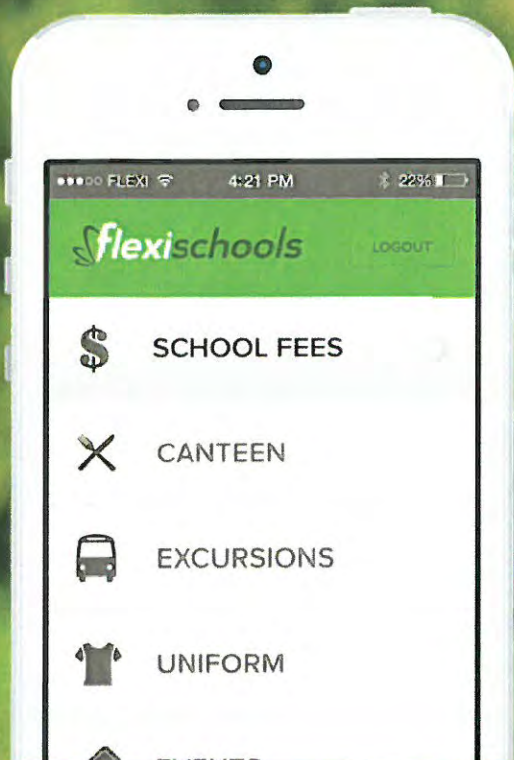 FLEXI 4:21 PM 22%
flexischools LOGOUT
SCHOOL FEES
CANTEEN
EXCURSIONS
UNIFORM